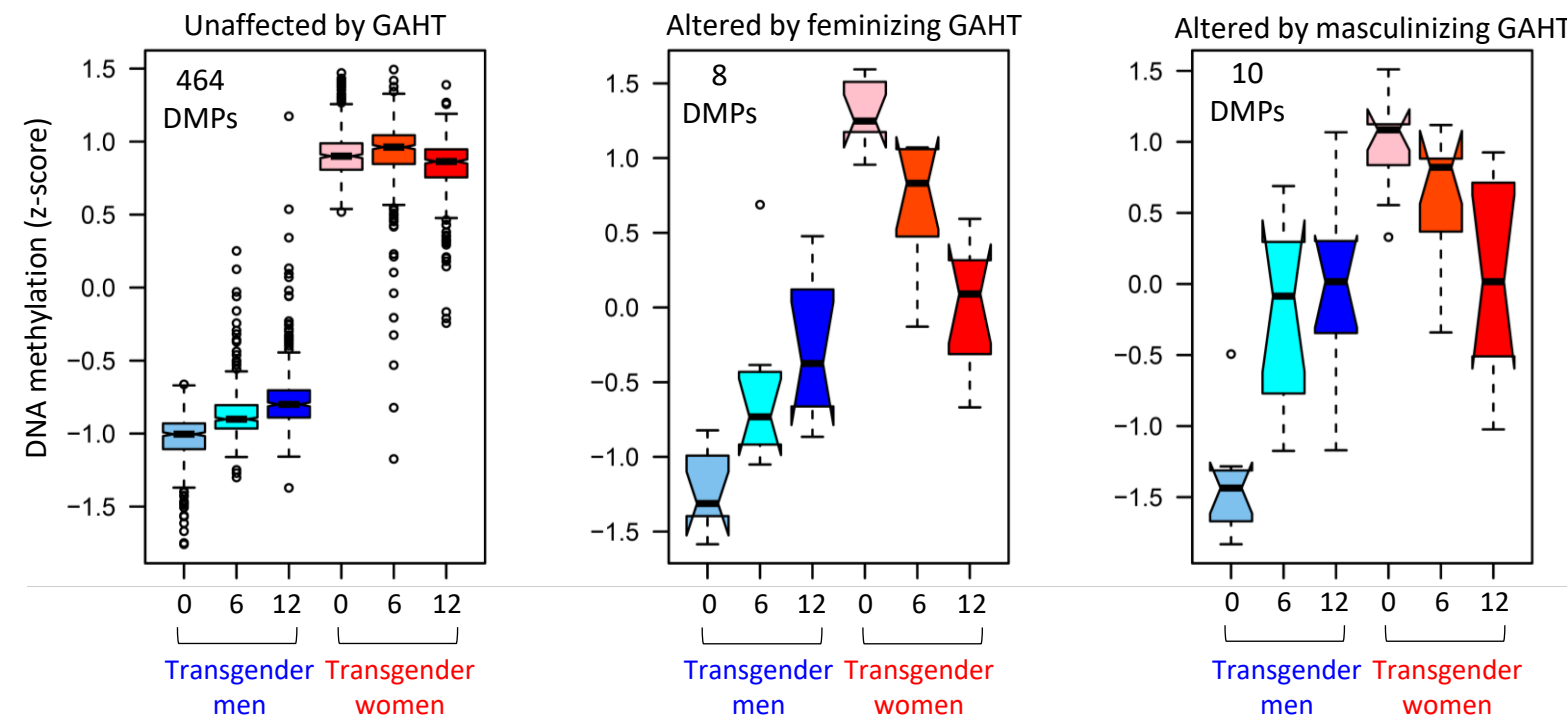 Unaffected by GAHT
Altered by feminizing GAHT
Altered by masculinizing GAHT
DNA methylation (z-score)
464
DMPs
1.5
1.0
0.5
0.0
−0.5
−1.0
−1.5
0 6 12 0 6 12
Transgender men
Transgender women
8
DMPs
1.5
1.0
0.5
0.0
−0.5
−1.0
−1.5
0 6 12 0 6 12
Transgender men
Transgender women
10
DMPs
1.5
1.0
0.5
0.0
−0.5
−1.0
−1.5
0 6 12 0 6 12
Transgender men
Transgender women